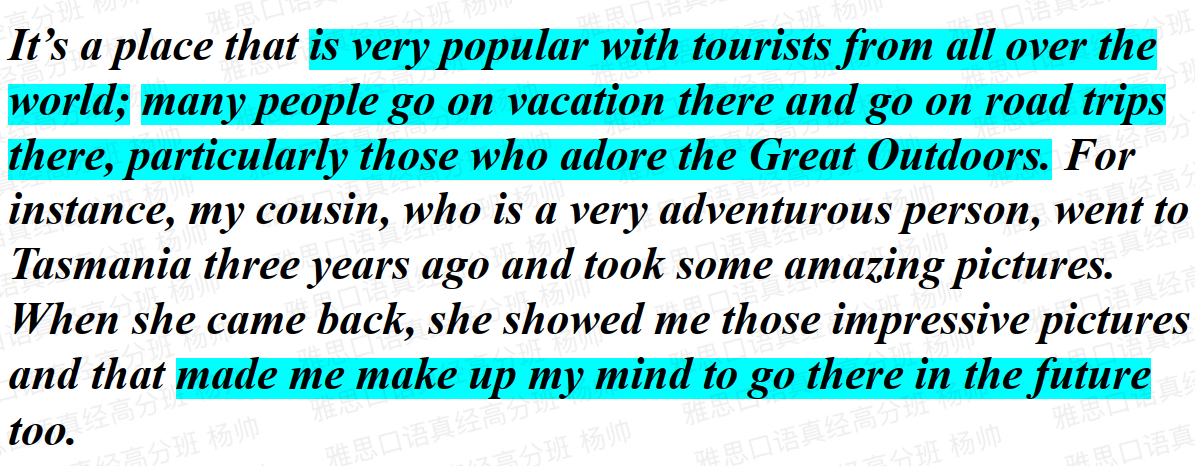 It’s a place that is very popular with tourists from all over the
world; many people go on vacation there and go on road trips
there, particularly those who adore the Great Outdoors. For
instance, my cousin, who is a very adventurous person, went to
Tasmania three years ago and took some amazing pictures.
When she came back, she showed me those impressive pictures
and that made me make up my mind to go there in the future
too.
雅思口语真经高分班 杨帅